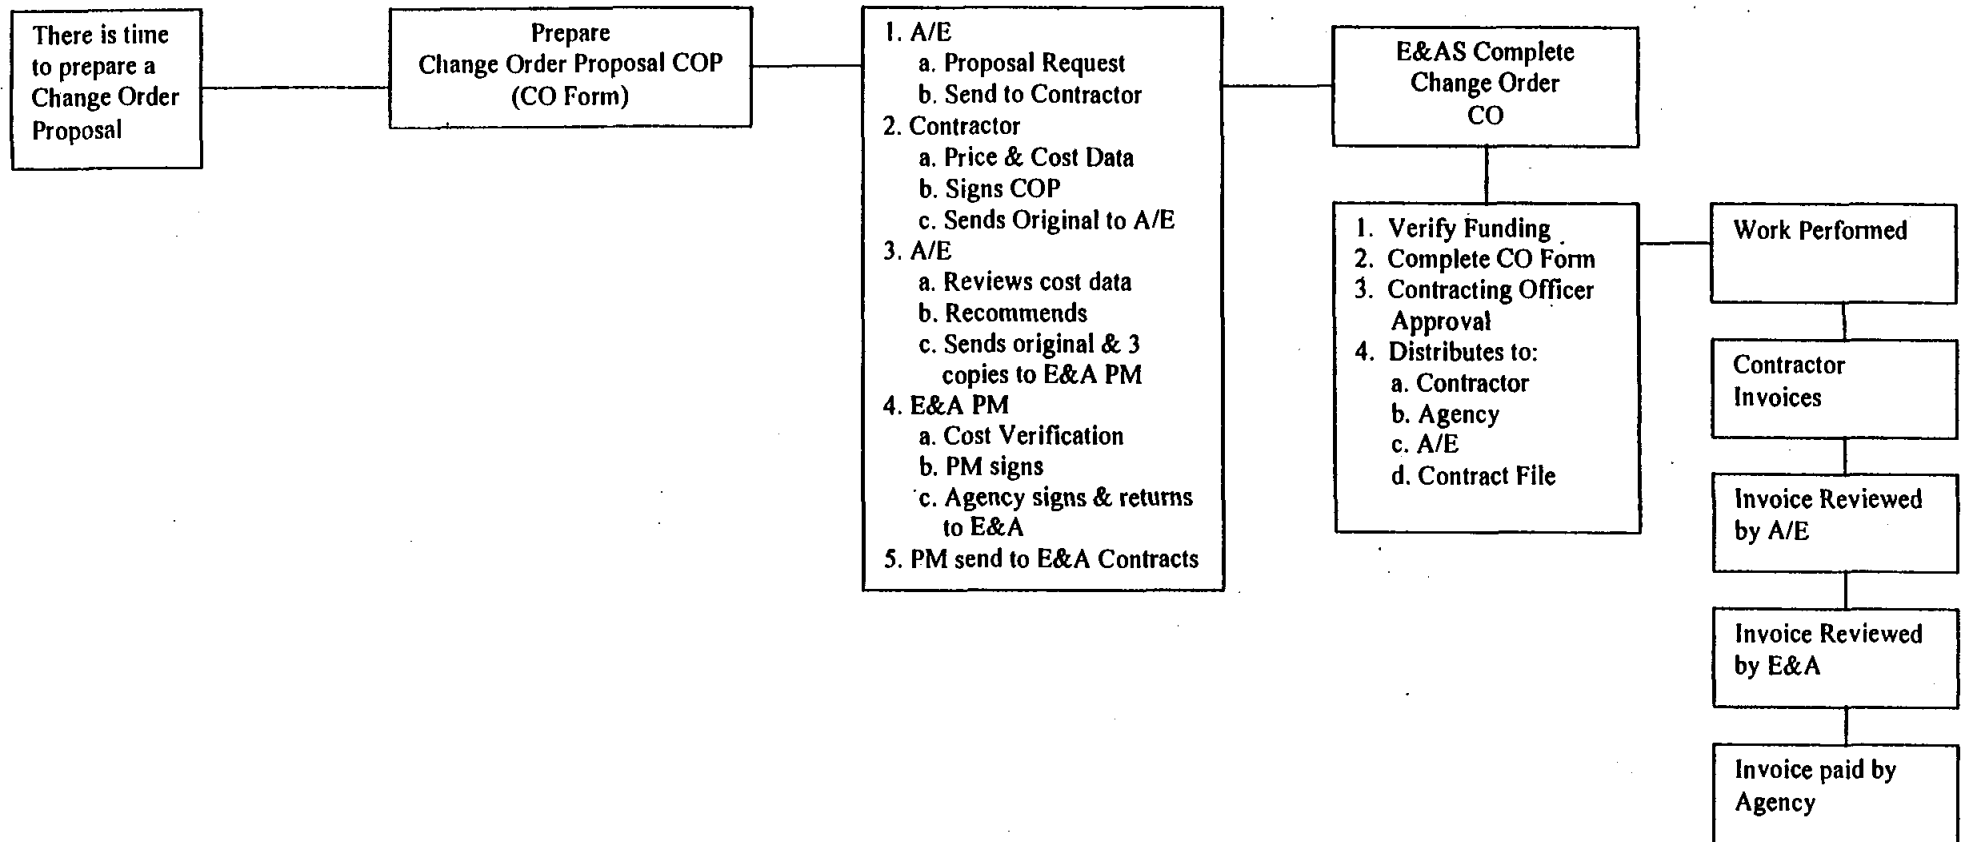 There is time
to prepare a
Change Order
Proposal
Prepare
Change Order Proposal COP
(CO Form)
1. A/E
a. Proposal Request
b. Send to Contractor
2. Contractor
a. Price & Cost Data
b. Signs COP
c. Sends Original to A/E
3. A/E
a. Reviews cost data
b. Recommends
c. Sends original & 3
copies to E&A PM
4. E&A PM
a. Cost Verification
b. PM signs
c. Agency signs & returns
to E&A
5. PM send to E&A Contracts
E&AS Complete
Change Order
CO
1. Verify Funding
2. Complete CO Form
3. Contracting Officer
Approval
4. Distributes to:
a. Contractor
b. Agency
c. A/E
d. Contract File
Work Performed
Contractor
Invoices
Invoice Reviewed
by A/E
Invoice Reviewed
by E&A
Invoice paid by
Agency